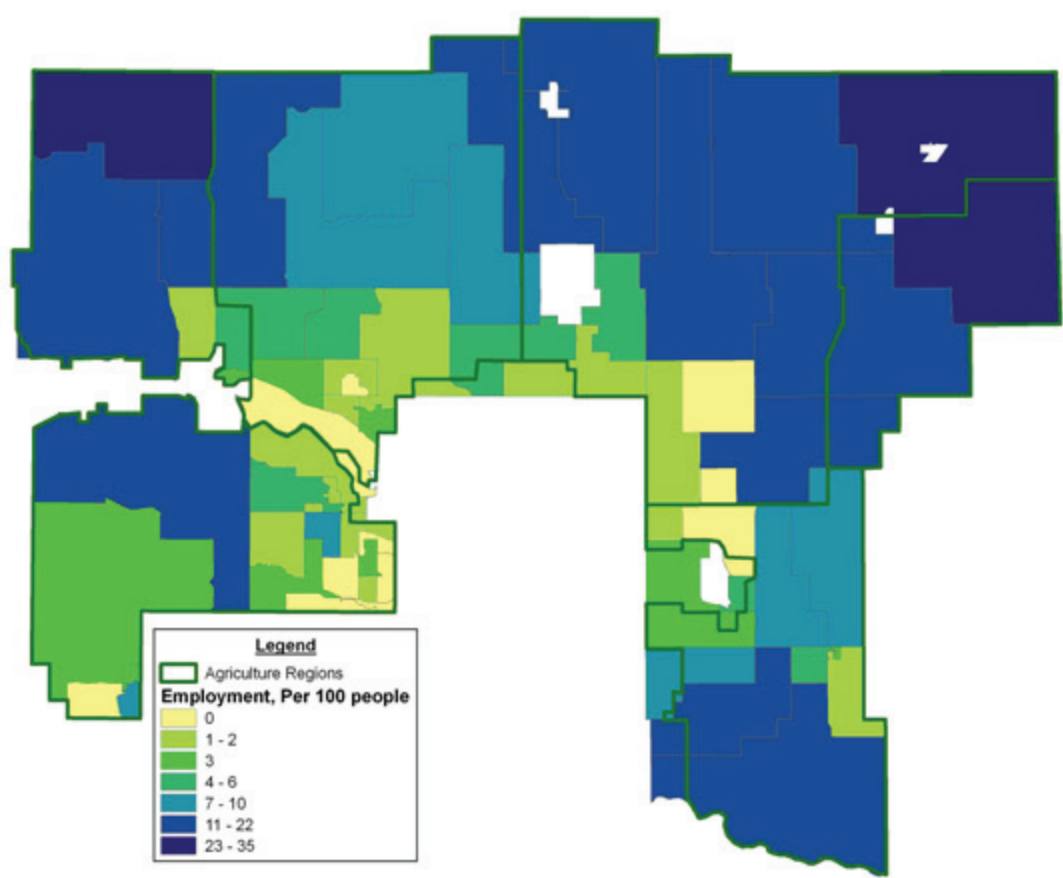 Legend
Agriculture Regions
Employment, Per 100 people
0
1 - 2
3
4 - 6
7 - 10
11 - 22
23 - 35